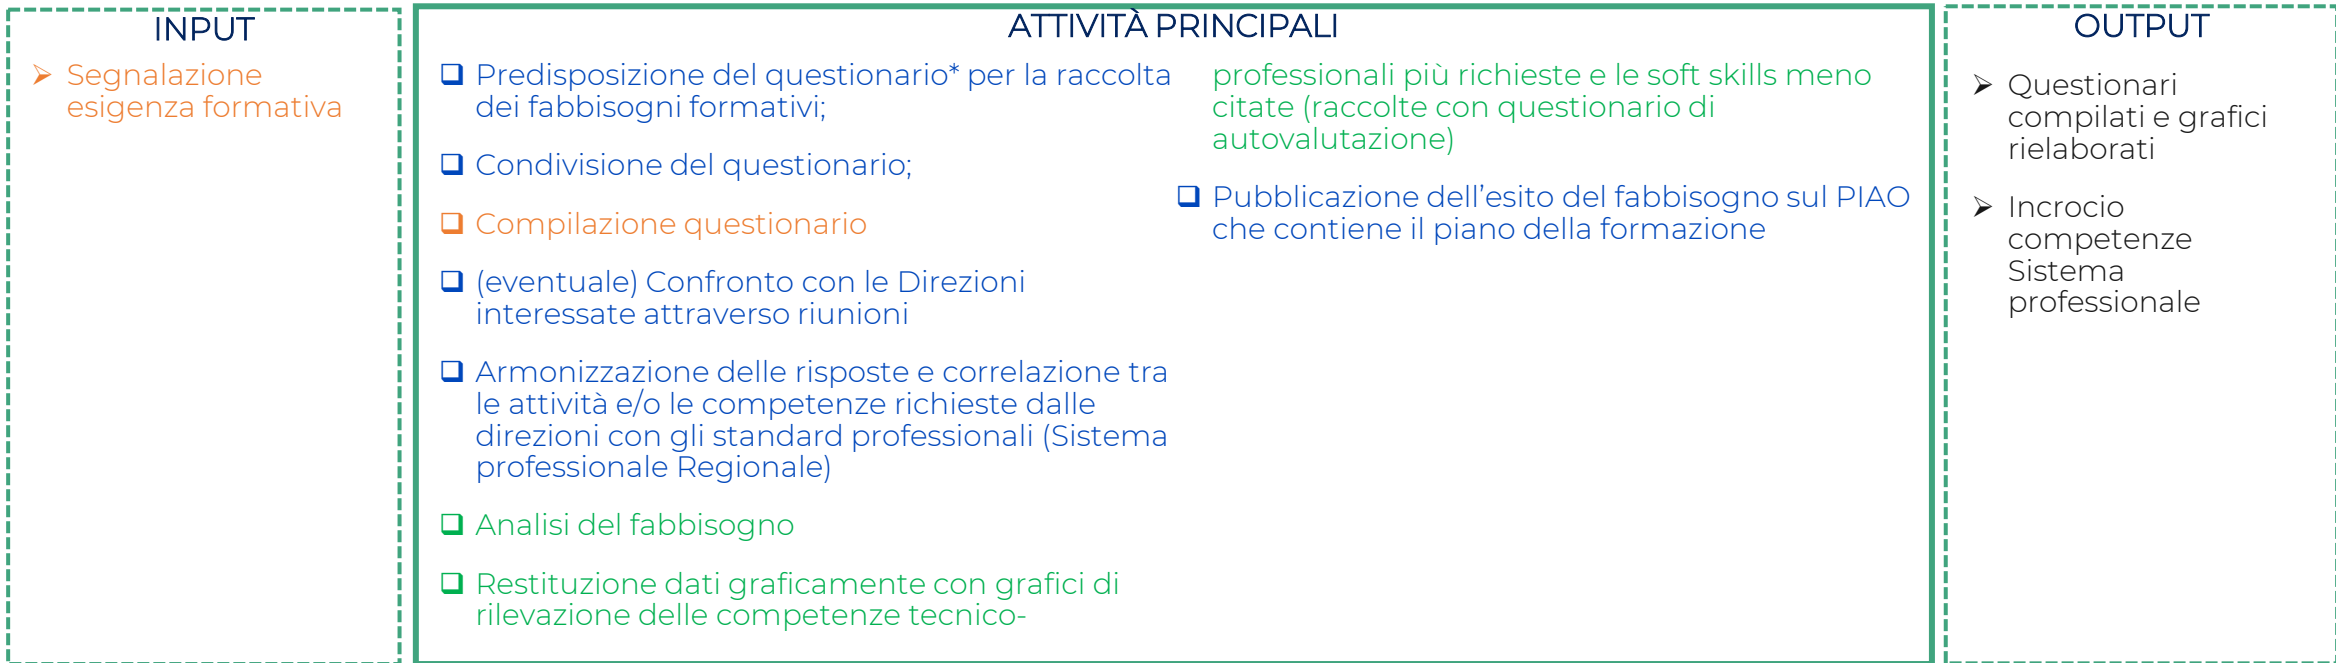 INPUT
Segnalazione
esigenza formativa
ATTIVITÀ PRINCIPALI
Predisposizione del questionario* per la raccolta
dei fabbisogni formativi;
Condivisione del questionario;
Compilazione questionario
(eventuale) Confronto con le Direzioni
interessate attraverso riunioni
Armonizzazione delle risposte e correlazione tra
le attività e/o le competenze richieste dalle
direzioni con gli standard professionali (Sistema
professionale Regionale)
Analisi del fabbisogno
Restituzione dati graficamente con grafici di
rilevazione delle competenze tecnico-
professionali più richieste e le soft skills meno
citate (raccolte con questionario di
autovalutazione)
Pubblicazione dell’esito del fabbisogno sul PIAO
che contiene il piano della formazione
OUTPUT
Questionari
compilati e grafici
rielaborati
Incrocio
competenze
Sistema
professionale